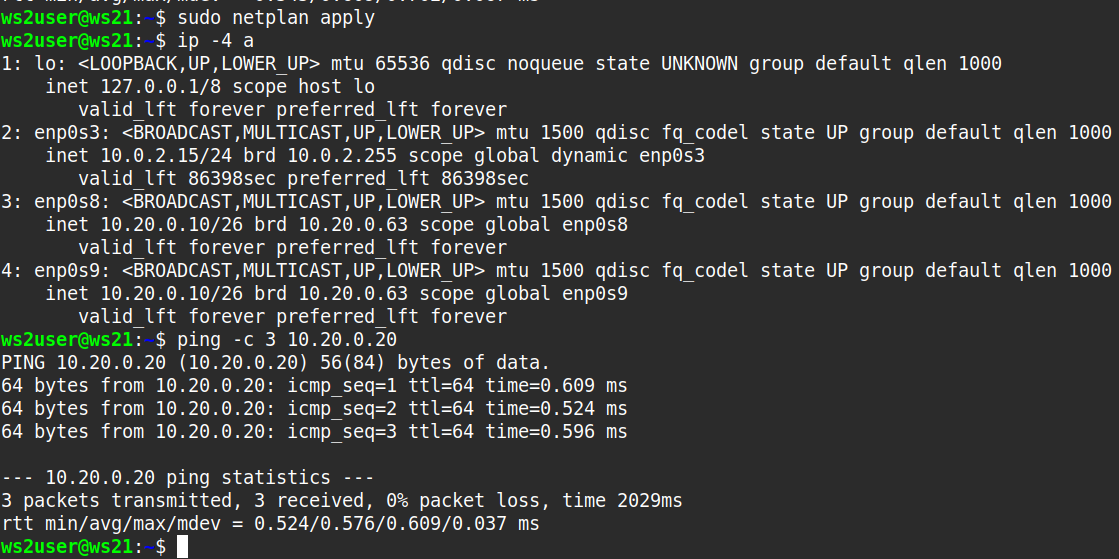 ws2user@ws21:~$ sudo netplan apply
ws2user@ws21:~$ ip -4 a
1: lo: <LOOPBACK,UP,LOWER_UP> mtu 65536 qdisc noqueue state UNKNOWN group default qlen 1000
    inet 127.0.0.1/8 scope host lo
       valid_lft forever preferred_lft forever
2: enp0s3: <BROADCAST,MULTICAST,UP,LOWER_UP> mtu 1500 qdisc fq_codel state UP group default qlen 1000
    inet 10.0.2.15/24 brd 10.0.2.255 scope global dynamic enp0s3
       valid_lft 86398sec preferred_lft 86398sec
3: enp0s8: <BROADCAST,MULTICAST,UP,LOWER_UP> mtu 1500 qdisc fq_codel state UP group default qlen 1000
    inet 10.20.0.10/26 brd 10.20.0.63 scope global enp0s8
       valid_lft forever preferred_lft forever
4: enp0s9: <BROADCAST,MULTICAST,UP,LOWER_UP> mtu 1500 qdisc fq_codel state UP group default qlen 1000
    inet 10.20.0.10/26 brd 10.20.0.63 scope global enp0s9
       valid_lft forever preferred_lft forever
ws2user@ws21:~$ ping -c 3 10.20.0.20
PING 10.20.0.20 (10.20.0.20) 56(84) bytes of data.
64 bytes from 10.20.0.20: icmp_seq=1 ttl=64 time=0.609 ms
64 bytes from 10.20.0.20: icmp_seq=2 ttl=64 time=0.524 ms
64 bytes from 10.20.0.20: icmp_seq=3 ttl=64 time=0.596 ms

--- 10.20.0.20 ping statistics ---
3 packets transmitted, 3 received, 0% packet loss, time 2029ms
rtt min/avg/max/mdev = 0.524/0.576/0.609/0.037 ms
ws2user@ws21:~$